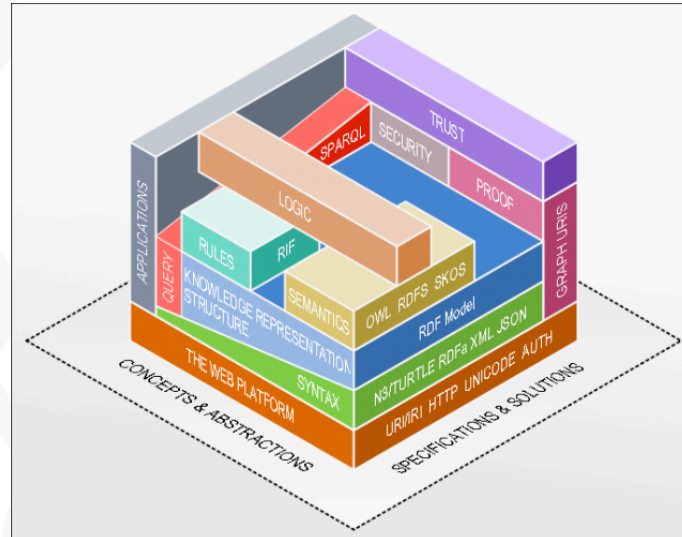 TRUST
SPARQL
SECURITY
PROOF
APPLICATIONS
LOGIC
GRAPH URIS
RULES
RIF
QUERY
KNOWLEDGE REPRESENTATION
STRUCTURE
SEMANTICS
OWL RDFS SKOS
RDF Model
SYNTAX
N3/TURTLE RDFa XML JSON
THE WEB PLATFORM
URI/IRI HTTP UNICODE AUTH
CONCEPTS & ABSTRACTIONS
SPECIFICATIONS & SOLUTIONS